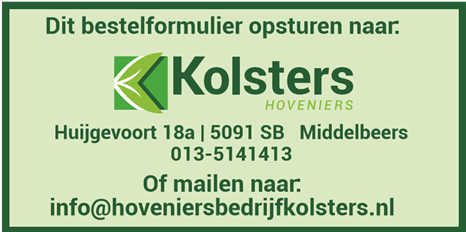 Dit bestelformulier opsturen naar:
Kolsters
HOVENIERS
Huijgevoort 18a | 5091 SB Middelbeers
013-5141413
Of mailen naar:
info@hoveniersbedrijfkolsters.nl